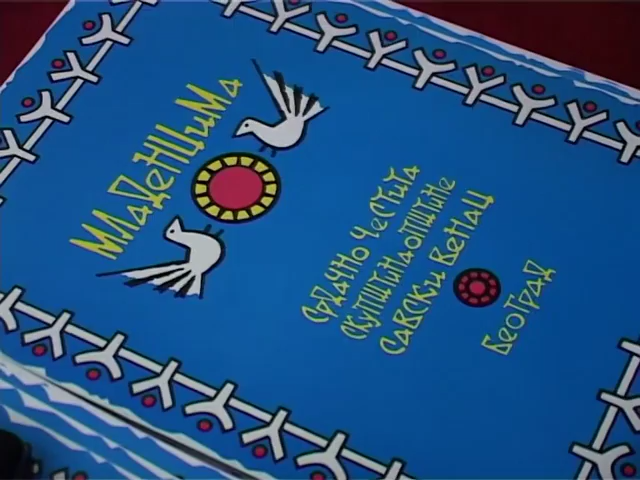 МЛаДеНЦиМа
СрДАЧНО ЧеСТиТа
СКУПШТиНА ОПШТиНе
САВСКи ВеНАЦ
БеОГРАД